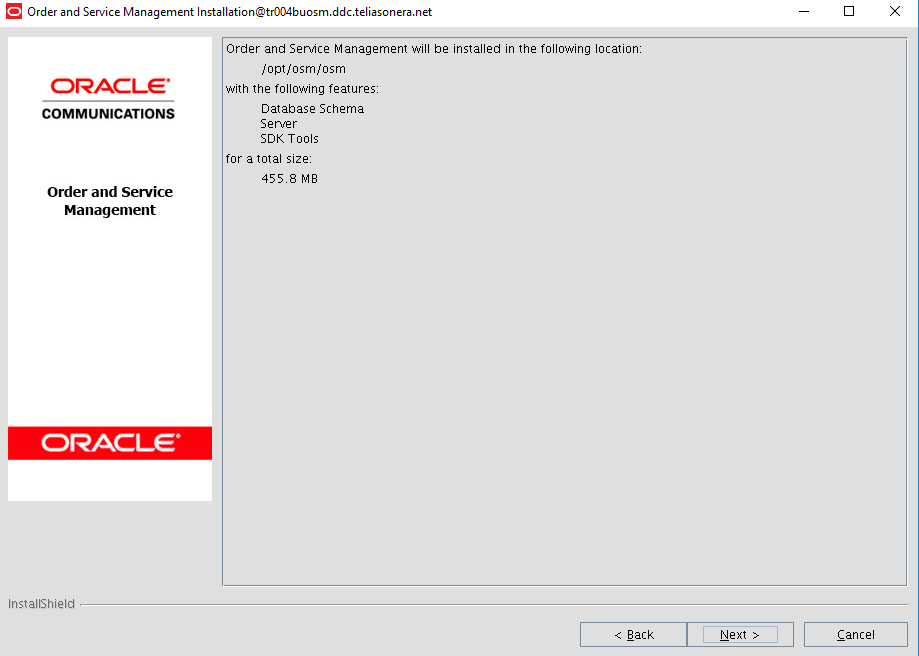 Order and Service Management Installation@tr004buosm.ddc.teliasonera.net
ORACLE
COMMUNICATIONS
Order and Service
Management
ORACLE
Order and Service Management will be installed in the following location:
/opt/osm/osm
with the following features:
Database Schema
Server
SDK Tools
for a total size:
455.8 MB
InstallShield
< Back
Next >
Cancel